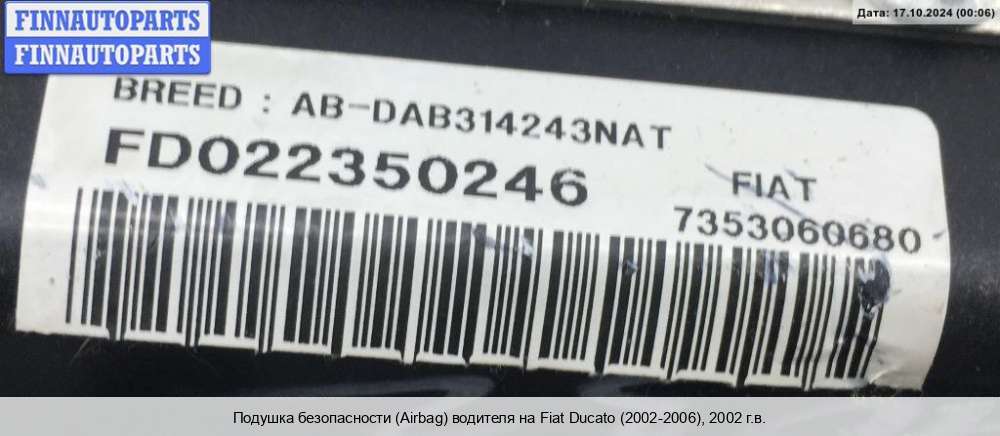 FINNAUTOPARTS
FINNAUTOPARTS
Дата: 17.10.2024 (00:06)
BREED : AB-DAB314243NAT
FD022350246
FIAT
7353060680
Подушка безопасности (Airbag) водителя на Fiat Ducato (2002-2006), 2002 г.в.